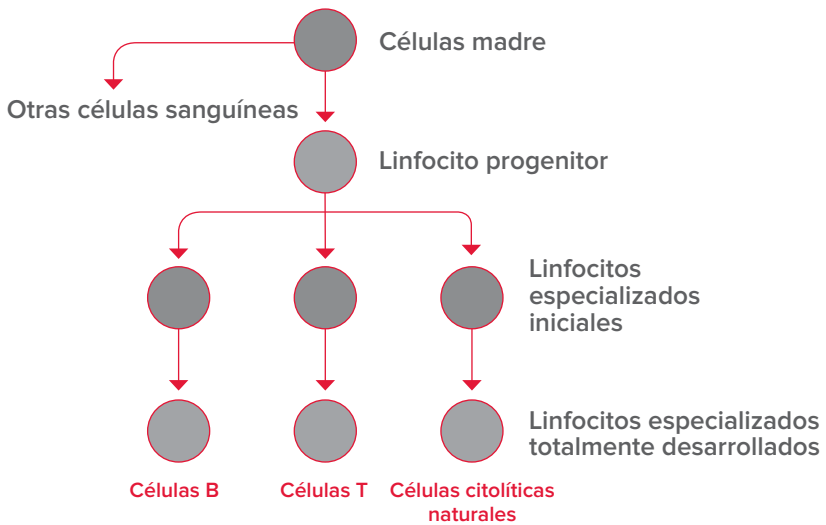 Células madre
Otras células sanguíneas
Linfocito progenitor
Linfocitos
especializados
iniciales
Linfocitos especializados
totalmente desarrollados
Células B
Células T
Células citolíticas
naturales